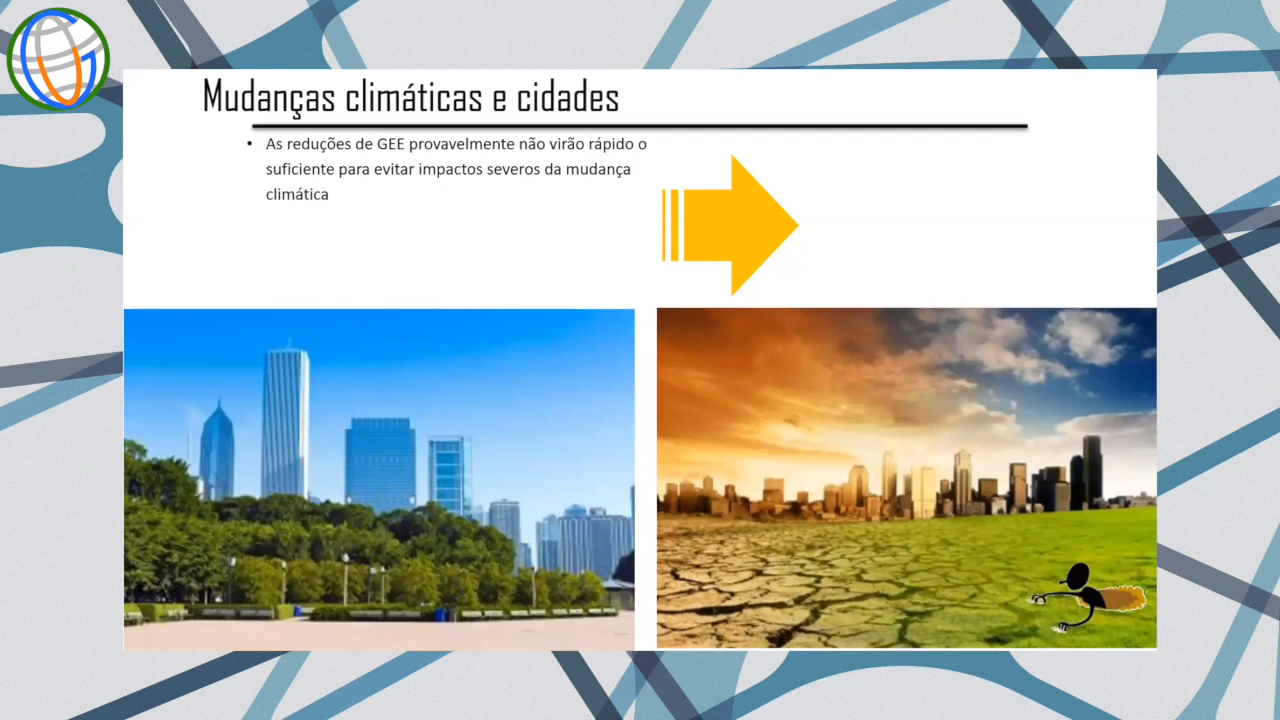 Mudanças climáticas e cidades
• As reduções de GEE provavelmente não virão rápido o
suficiente para evitar impactos severos da mudança
climática